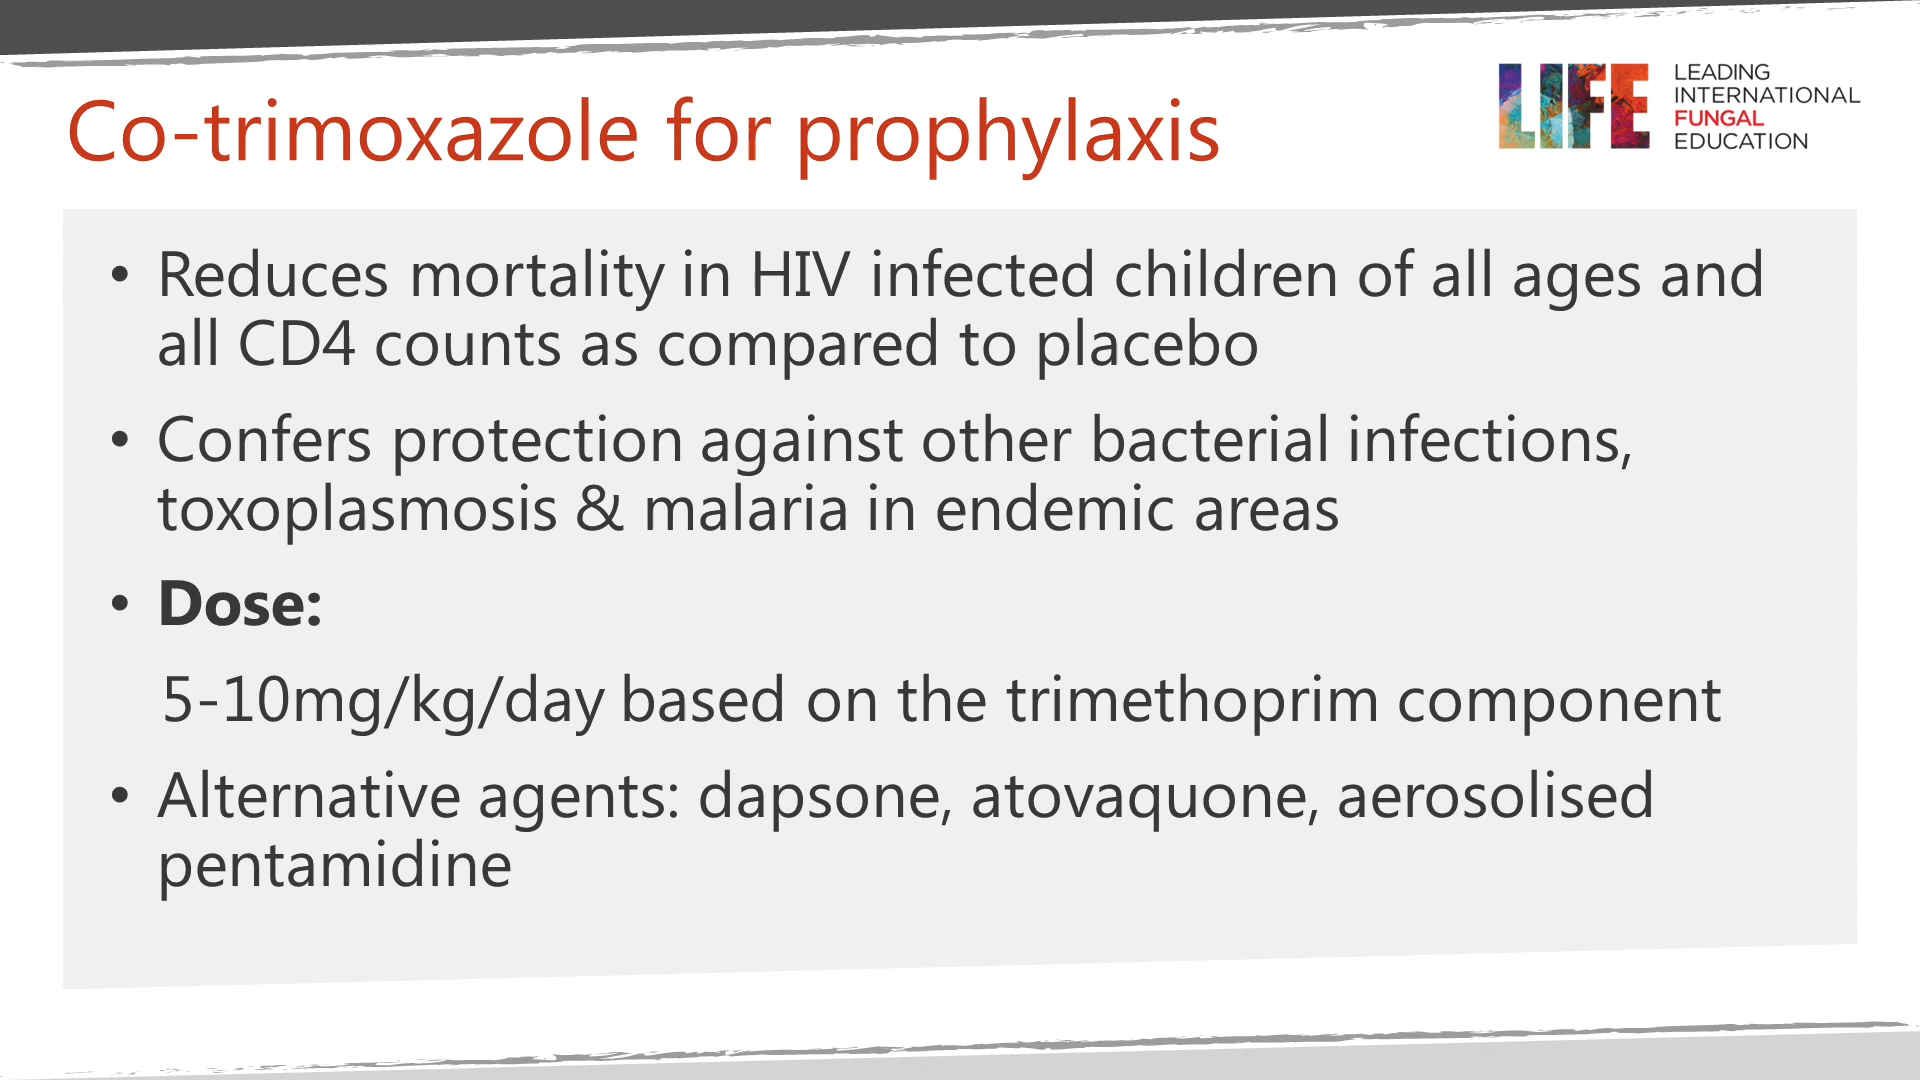 Co-trimoxazole for prophylaxis
LIFE
LEADING
INTERNATIONAL
FUNGAL
EDUCATION
• Reduces mortality in HIV infected children of all ages and
all CD4 counts as compared to placebo
• Confers protection against other bacterial infections,
toxoplasmosis & malaria in endemic areas
• Dose:
5-10mg/kg/day based on the trimethoprim component
• Alternative agents: dapsone, atovaquone, aerosolised
pentamidine